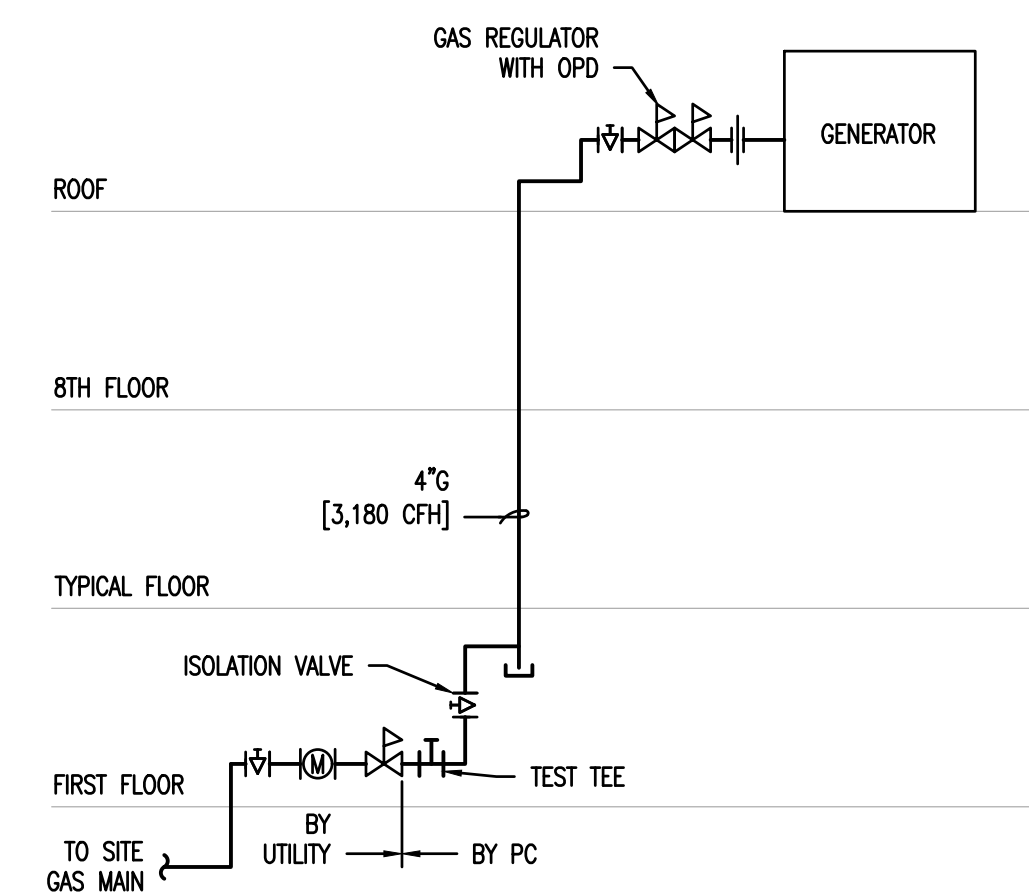 GAS REGULATOR
WITH OPD
GENERATOR
ROOF
8TH FLOOR
4"G
[3,180 CFH]
TYPICAL FLOOR
ISOLATION VALVE
M
TEST TEE
FIRST FLOOR
BY
UTILITY
BY PC
TO SITE
GAS MAIN